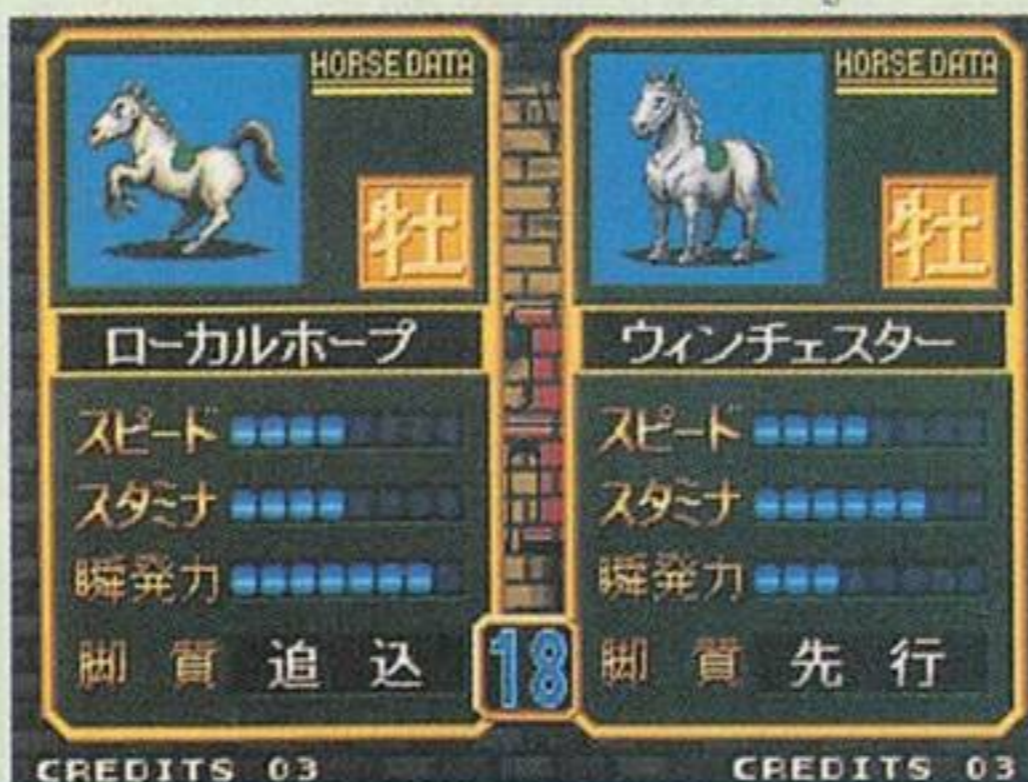 HORSE DATA
牡
ローカルホープ
スピード
スタミナ
瞬発力
脚質 追込
CREDITS 03
HORSE DATA
牡
ウィンチェスター
スピード
スタミナ
瞬発力
脚質 先行
18
CREDITS 03